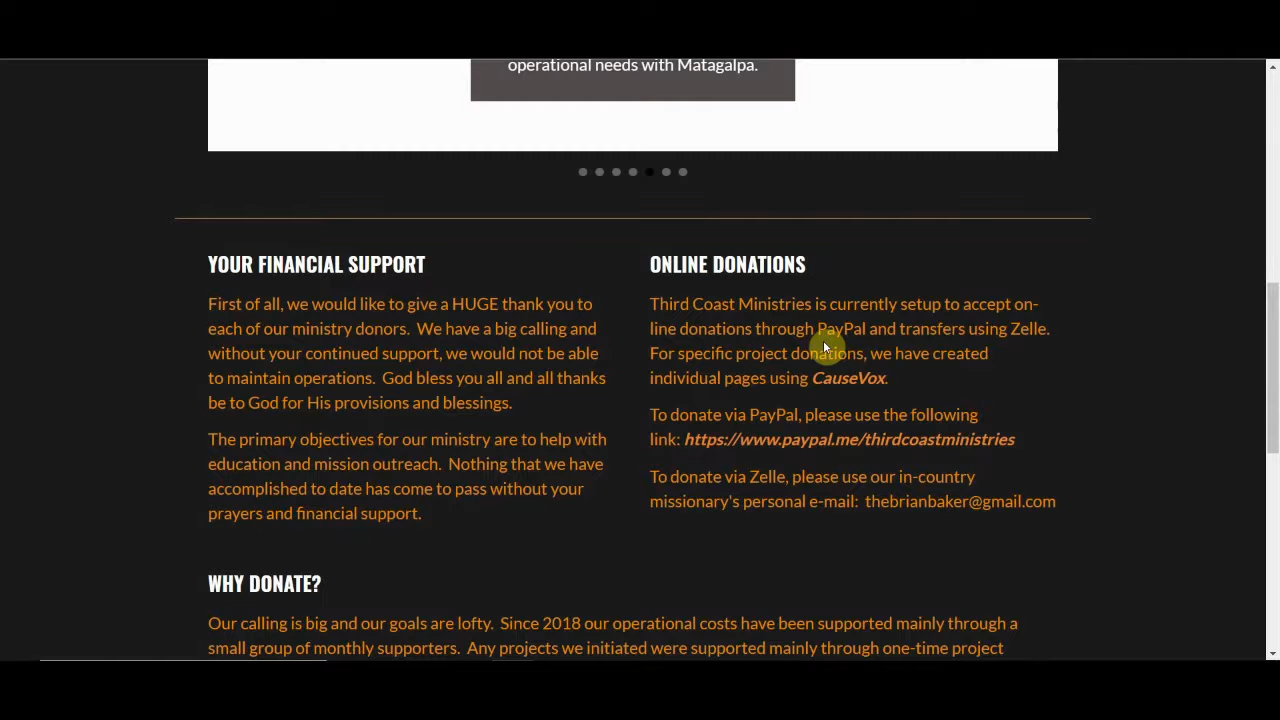 operational needs with Matagalpa.
YOUR FINANCIAL SUPPORT
First of all, we would like to give a HUGE thank you to
each of our ministry donors.  We have a big calling and
without your continued support, we would not be able
to maintain operations.  God bless you all and all thanks
be to God for His provisions and blessings.
The primary objectives for our ministry are to help with
education and mission outreach.  Nothing that we have
accomplished to date has come to pass without your
prayers and financial support.
ONLINE DONATIONS
Third Coast Ministries is currently setup to accept on-
line donations through PayPal and transfers using Zelle.
For specific project donations, we have created
individual pages using CauseVox.
To donate via PayPal, please use the following
link: https://www.paypal.me/thirdcoastministries
To donate via Zelle, please use our in-country
missionary's personal e-mail:  thebrianbaker@gmail.com
WHY DONATE?
Our calling is big and our goals are lofty.  Since 2018 our operational costs have been supported mainly through a
small group of monthly supporters.  Any projects we initiated were supported mainly through one-time project